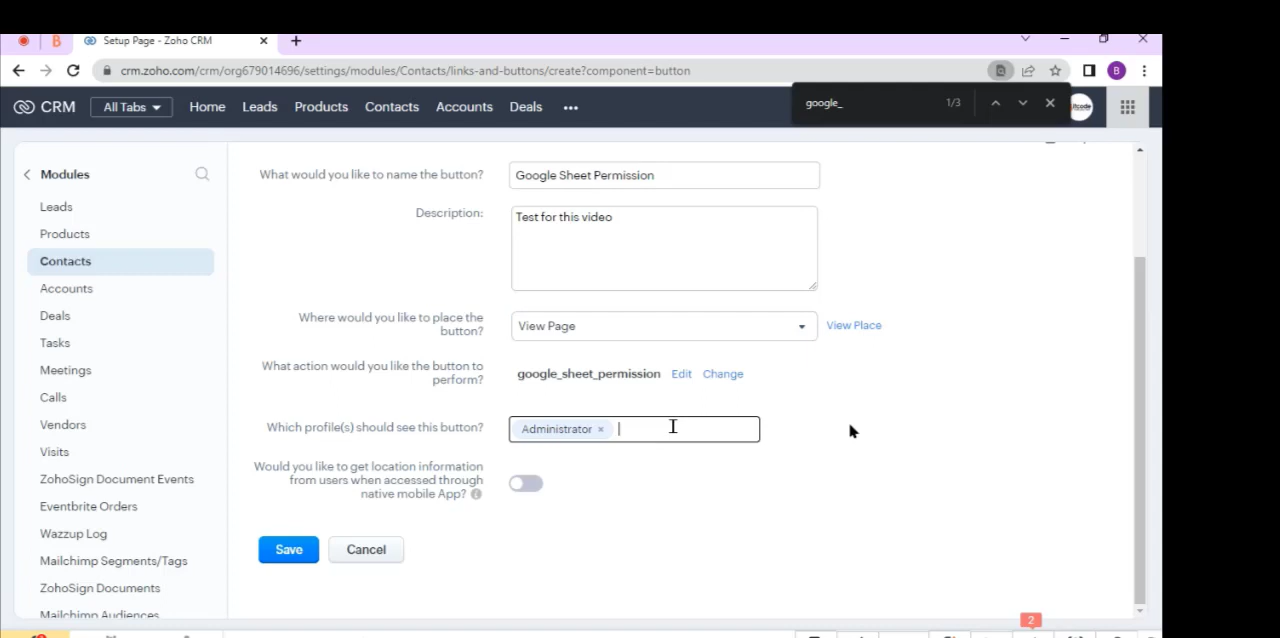 B
Setup Page - Zoho CRM
crm.zoho.com/crm/org679014696/settings/modules/Contacts/links-and-buttons/create?component=button
B
CRM
All Tabs
Home
Leads
Products
Contacts
Accounts
Deals
google_
1/3
itcode
Modules
Leads
Products
Contacts
Accounts
Deals
Tasks
Meetings
Calls
Vendors
Visits
ZohoSign Document Events
Eventbrite Orders
Wazzup Log
Mailchimp Segments/Tags
ZohoSign Documents
Mailchimp Audiences
What would you like to name the button?
Google Sheet Permission
Description:
Test for this video
Where would you like to place the
button?
View Page
View Place
What action would you like the button to
perform?
google_sheet_permission
Edit
Change
Which profile(s) should see this button?
Administrator ×
Would you like to get location information
from users when accessed through
native mobile App?
Save
Cancel
2